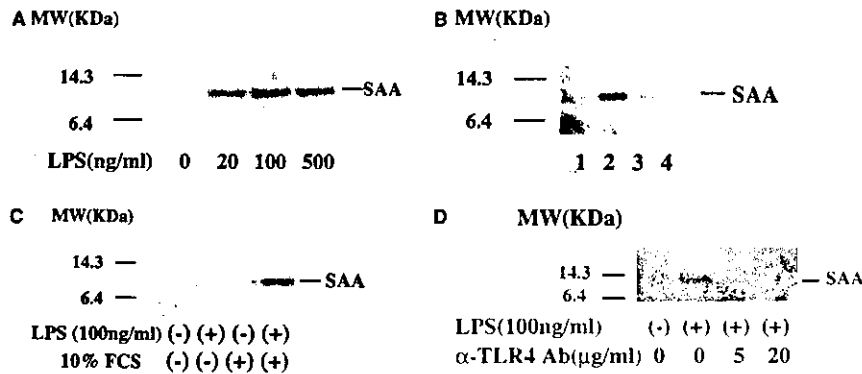 A MW(KDa)
14.3
SAA
6.4
LPS(ng/ml) 0 20 100 500
B MW(KDa)
14.3
SAA
6.4
1 2 3 4
C MW(KDa)
14.3
SAA
6.4
LPS (100ng/ml) (-) (+) (-) (+)
10% FCS (-) (-) (+) (+)
D MW(KDa)
14.3
SAA
6.4
LPS(100ng/ml) (-) (+) (+) (+)
α-TLR4 Ab(μg/ml) 0 0 5 20